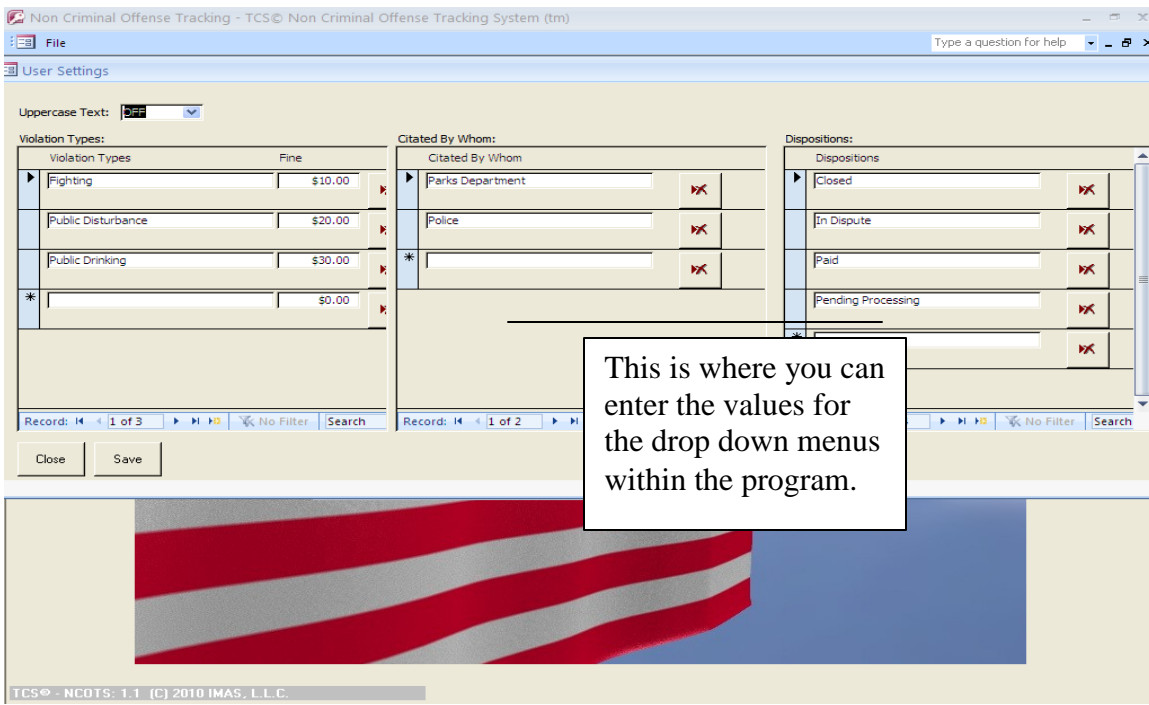 Non Criminal Offense Tracking - TCS© Non Criminal Offense Tracking System (tm)
File
Type a question for help
User Settings
Uppercase Text: OFF
Violation Types:
Violation Types Fine
Fighting $10.00
Public Disturbance $20.00
Public Drinking $30.00
* $0.00
Record: 1 of 3 No Filter Search
Citated By Whom:
Citated By Whom
Parks Department
Police
*
Record: 1 of 2
Dispositions:
Dispositions
Closed
In Dispute
Paid
Pending Processing
*
No Filter Search
This is where you can
enter the values for
the drop down menus
within the program.
Close Save
TCS® - NCOTS: 1.1 (C) 2010 IMAS, L.L.C.